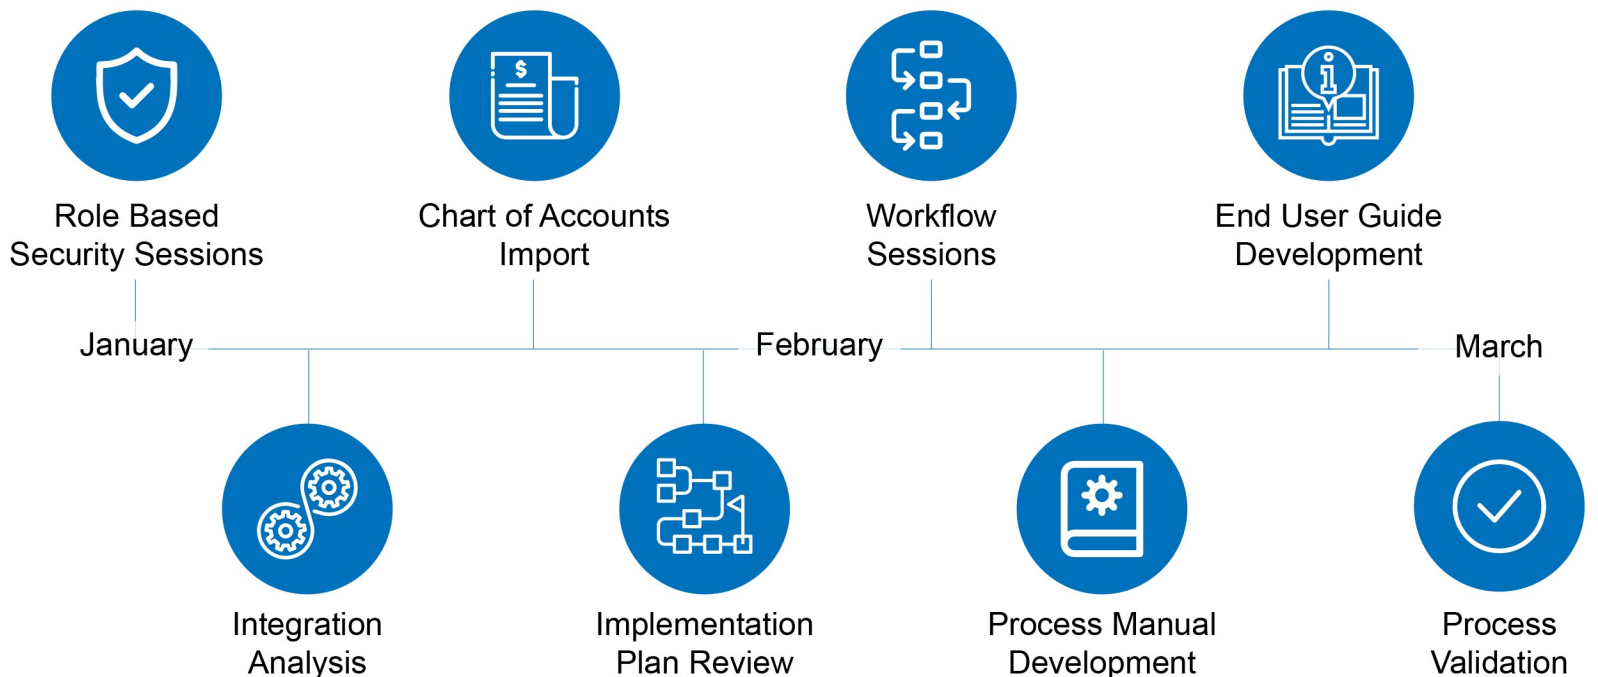 $
i
Role Based
Security Sessions
Chart of Accounts
Import
Workflow
Sessions
End User Guide
Development
January
February
March
Integration
Analysis
Implementation
Plan Review
Process Manual
Development
Process
Validation